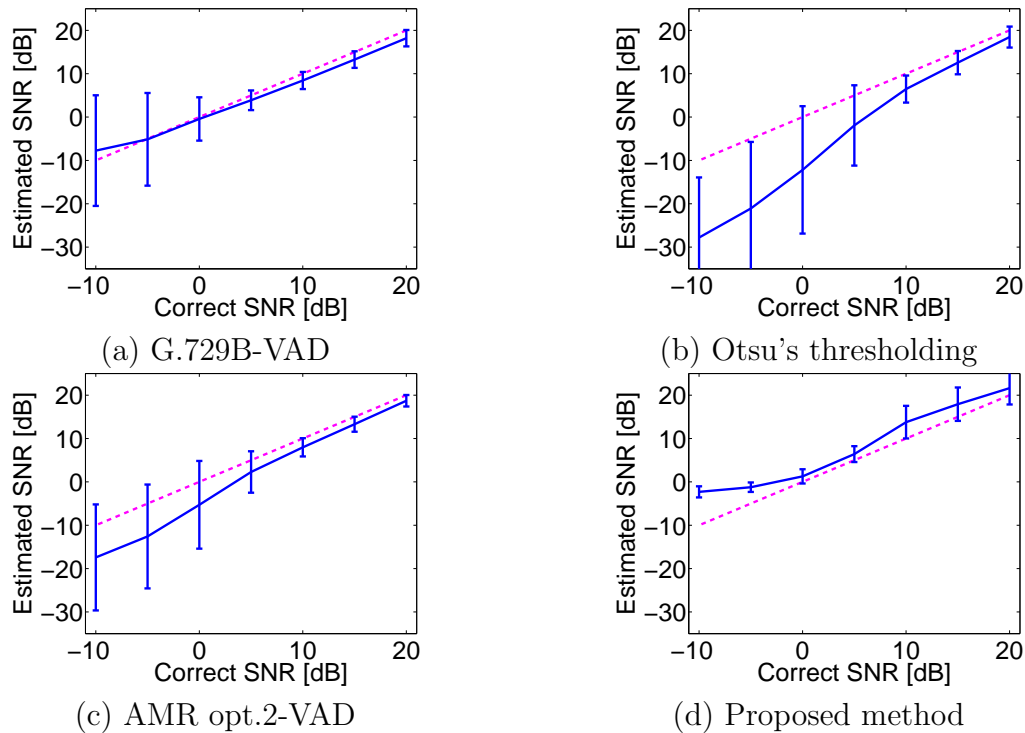 Estimated SNR [dB]
20
10
0
−10
−20
−30
−10 0 10 20
Correct SNR [dB]
(a) G.729B-VAD
Estimated SNR [dB]
20
10
0
−10
−20
−30
−10 0 10 20
Correct SNR [dB]
(b) Otsu's thresholding
Estimated SNR [dB]
20
10
0
−10
−20
−30
−10 0 10 20
Correct SNR [dB]
(c) AMR opt.2-VAD
Estimated SNR [dB]
20
10
0
−10
−20
−30
−10 0 10 20
Correct SNR [dB]
(d) Proposed method